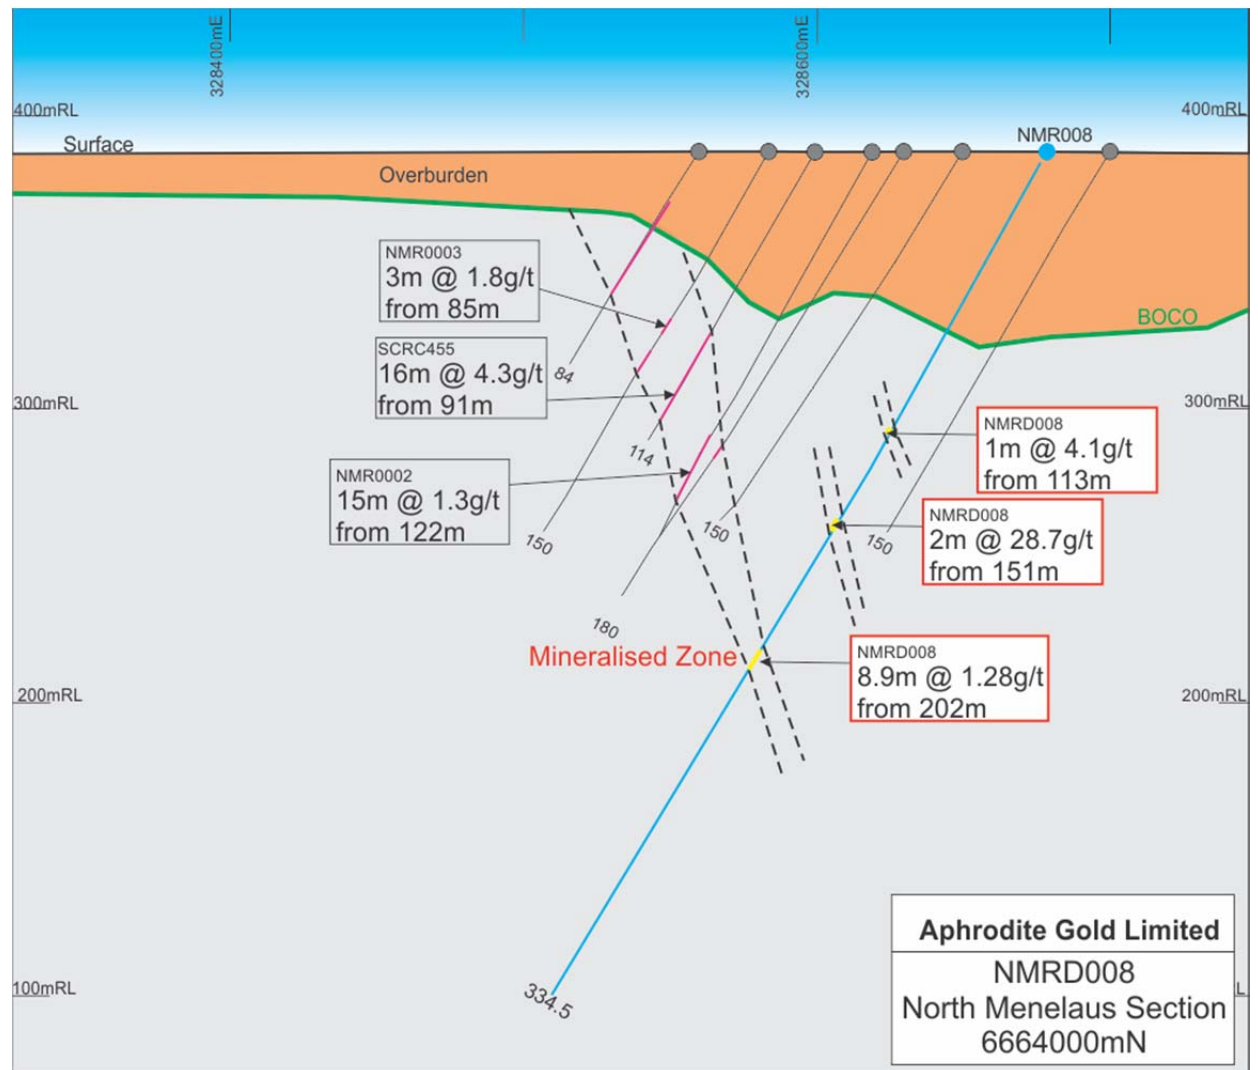 328400mE
328600mE
400mRL
400mRL
NMR008
Surface
Overburden
NMR0003
3m @ 1.8g/t
from 85m
BOCO
SCRC455
16m @ 4.3g/t
from 91m
84
300mRL
300mRL
114
NMRD008
1m @ 4.1g/t
from 113m
NMR0002
15m @ 1.3g/t
from 122m
150
150
150
NMRD008
2m @ 28.7g/t
from 151m
180
Mineralised Zone
NMRD008
8.9m @ 1.28g/t
from 202m
200mRL
200mRL
100mRL
334.5
L
Aphrodite Gold Limited
NMRD008
North Menelaus Section
6664000mN